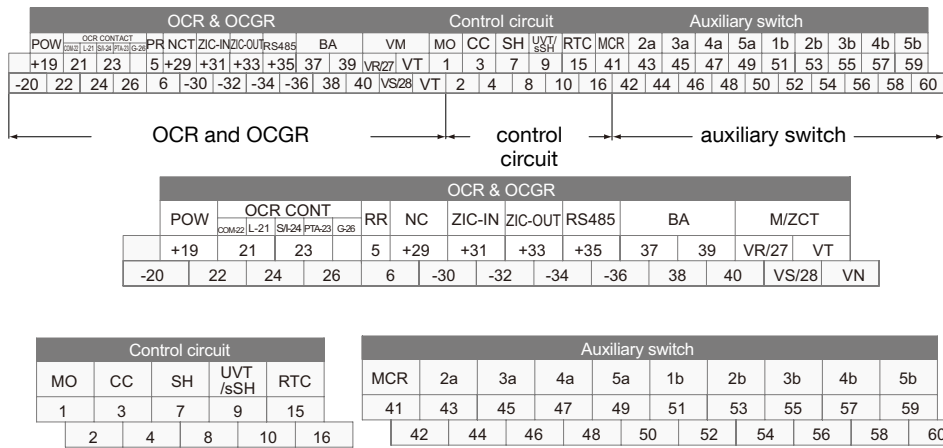 OCR & OCGR Control circuit Auxiliary switch
OCR CONTACT
POW COM-22 L-21 S/I-24 PTA-23 G-26 PR NCT ZIC-IN ZIC-OUT RS485 BA VM MO CC SH UVT/sSH RTC MCR 2a 3a 4a 5a 1b 2b 3b 4b 5b
+19 21 23 5 +29 +31 +33 +35 37 39 VR/27 VT 1 3 7 9 15 41 43 45 47 49 51 53 55 57 59
-20 22 24 26 6 -30 -32 -34 -36 38 40 VS/28 VT 2 4 8 10 16 42 44 46 48 50 52 54 56 58 60
OCR and OCGR control circuit auxiliary switch
OCR & OCGR
OCR CONT
POW COM-22 L-21 S/I-24 PTA-23 G-26 RR NC ZIC-IN ZIC-OUT RS485 BA M/ZCT
+19 21 23 5 +29 +31 +33 +35 37 39 VR/27 VT
-20 22 24 26 6 -30 -32 -34 -36 38 40 VS/28 VN
Control circuit
MO CC SH UVT/sSH RTC
1 3 7 9 15
2 4 8 10 16
Auxiliary switch
MCR 2a 3a 4a 5a 1b 2b 3b 4b 5b
41 43 45 47 49 51 53 55 57 59
42 44 46 48 50 52 54 56 58 60